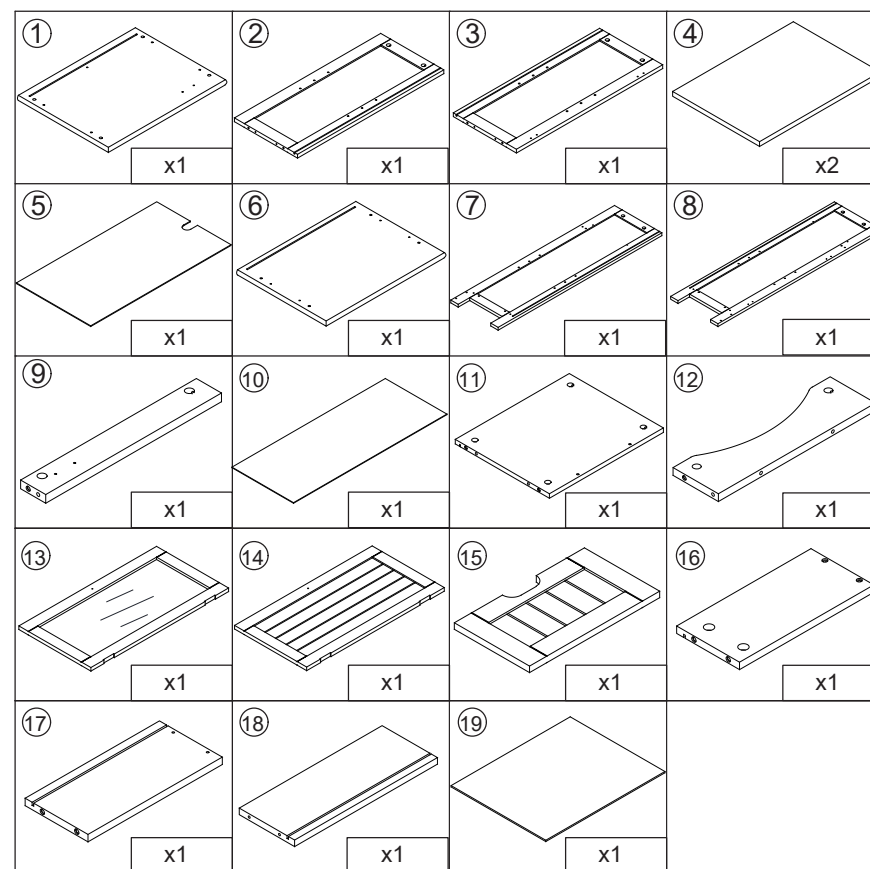 ① ② ③ ④
x1 x1 x1 x2
⑤ ⑥ ⑦ ⑧
x1 x1 x1 x1
⑨ ⑩ ⑪ ⑫
x1 x1 x1 x1
⑬ ⑭ ⑮ ⑯
x1 x1 x1 x1
⑰ ⑱ ⑲
x1 x1 x1